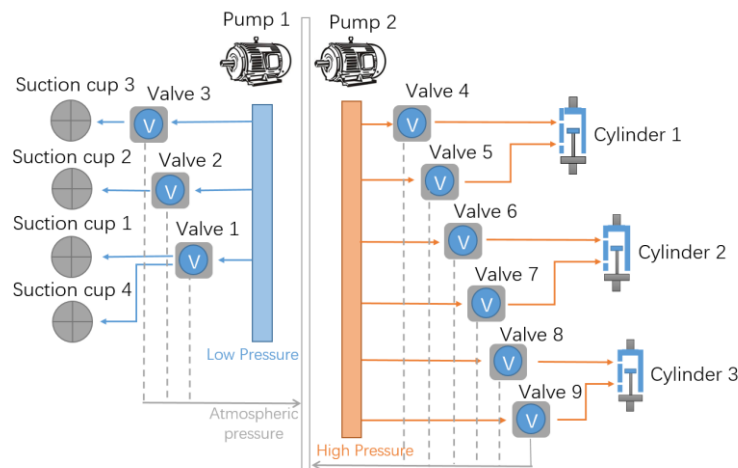 Pump 1
Pump 2
Suction cup 3
Valve 3
V
Suction cup 2
Valve 2
V
Suction cup 1
Valve 1
V
Suction cup 4
Low Pressure
Atmospheric
pressure
Valve 4
V
Cylinder 1
Valve 5
V
Valve 6
V
Cylinder 2
Valve 7
V
Valve 8
V
Cylinder 3
Valve 9
V
High Pressure